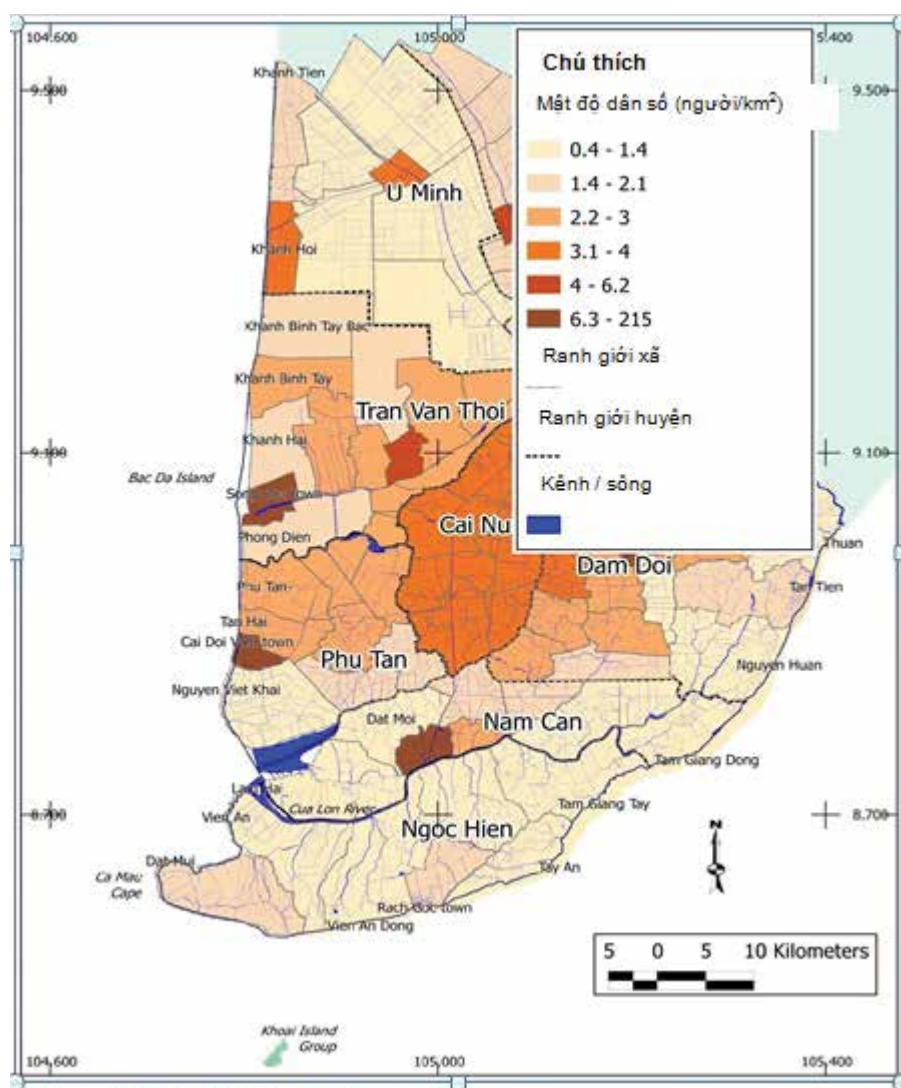 104,600
105,000
5,400
9,500
9,500
Chú thích
Mật độ dân số (người/km²)
0.4 - 1.4
1.4 - 2.1
2.2 - 3
3.1 - 4
4 - 6.2
6.3 - 215
Ranh giới xã
Ranh giới huyện
Kênh / sông
Khanh Tien
U Minh
Khanh Hoi
Khanh Binh Tay Bac
Khanh Binh Tay
Tran Van Thoi
Khanh Hai
9,100
9,100
Bac Da Island
Town
Cai Nu
Phong Dien
Thuan
Dam Doi
Phu Tan
Tan Tien
Tan Hai
Cai Doi town
Phu Tan
Nguyen Huan
Nguyen Viet Khai
Dat Moi
Nam Can
Tam Giang Dong
Cua Lon River
Tam Giang Tay
8,700
8,700
Vien An
Ngoc Hien
N
Dat Mui
Tay An
Ca Mau
Cape
Rach Goc town
Vien An Dong
5 0 5 10 Kilometers
Khoai Island
Group
104,600
105,000
105,400